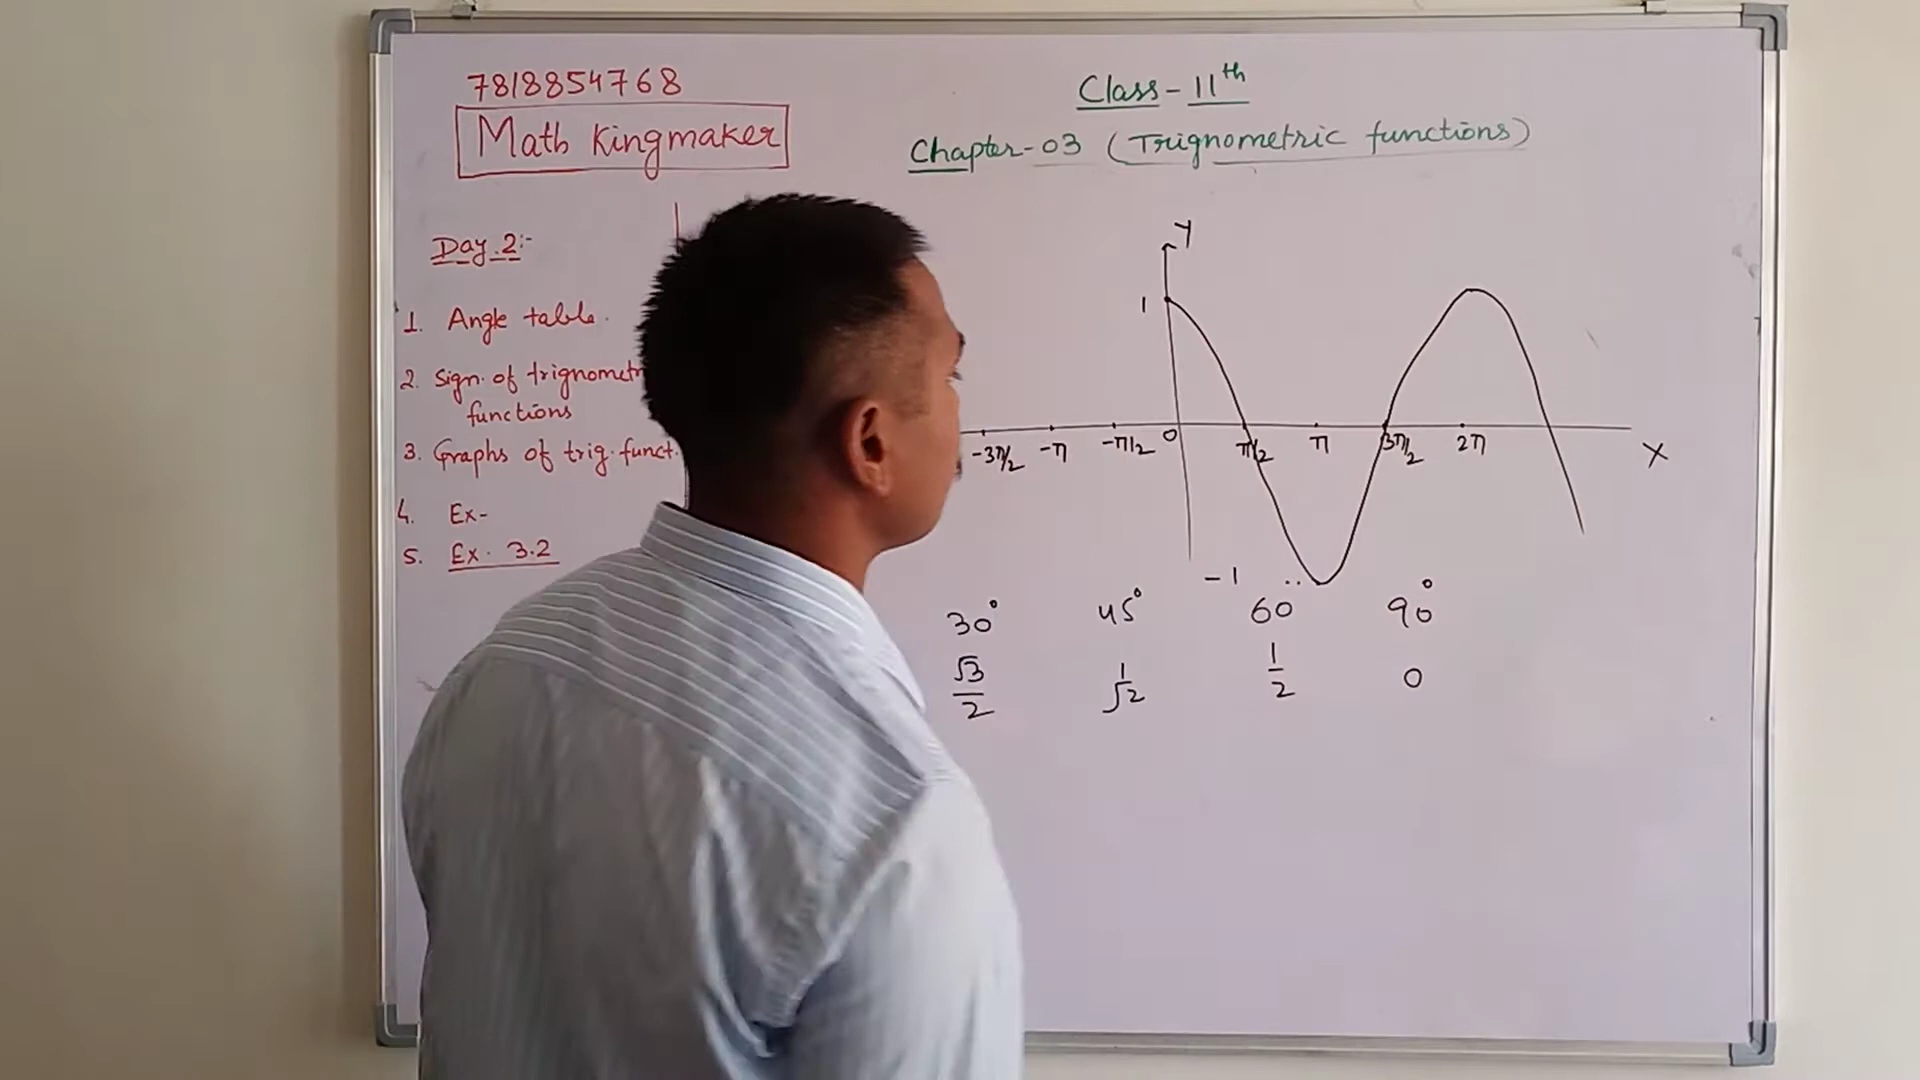 7818854768
Math Kingmaker
Class - 11th
Chapter-03 (Trignometric functions)
Day.2:-
1. Angle table.
2. Sign. of trignometr
functions
3. Graphs of trig. funct.
4. Ex-
5. Ex. 3.2
Y
1
-3π/2 -π -π/2 0 π/2 π 3π/2 2π X
-1
30° 45° 60 90°
√3/2 1/√2 1/2 0